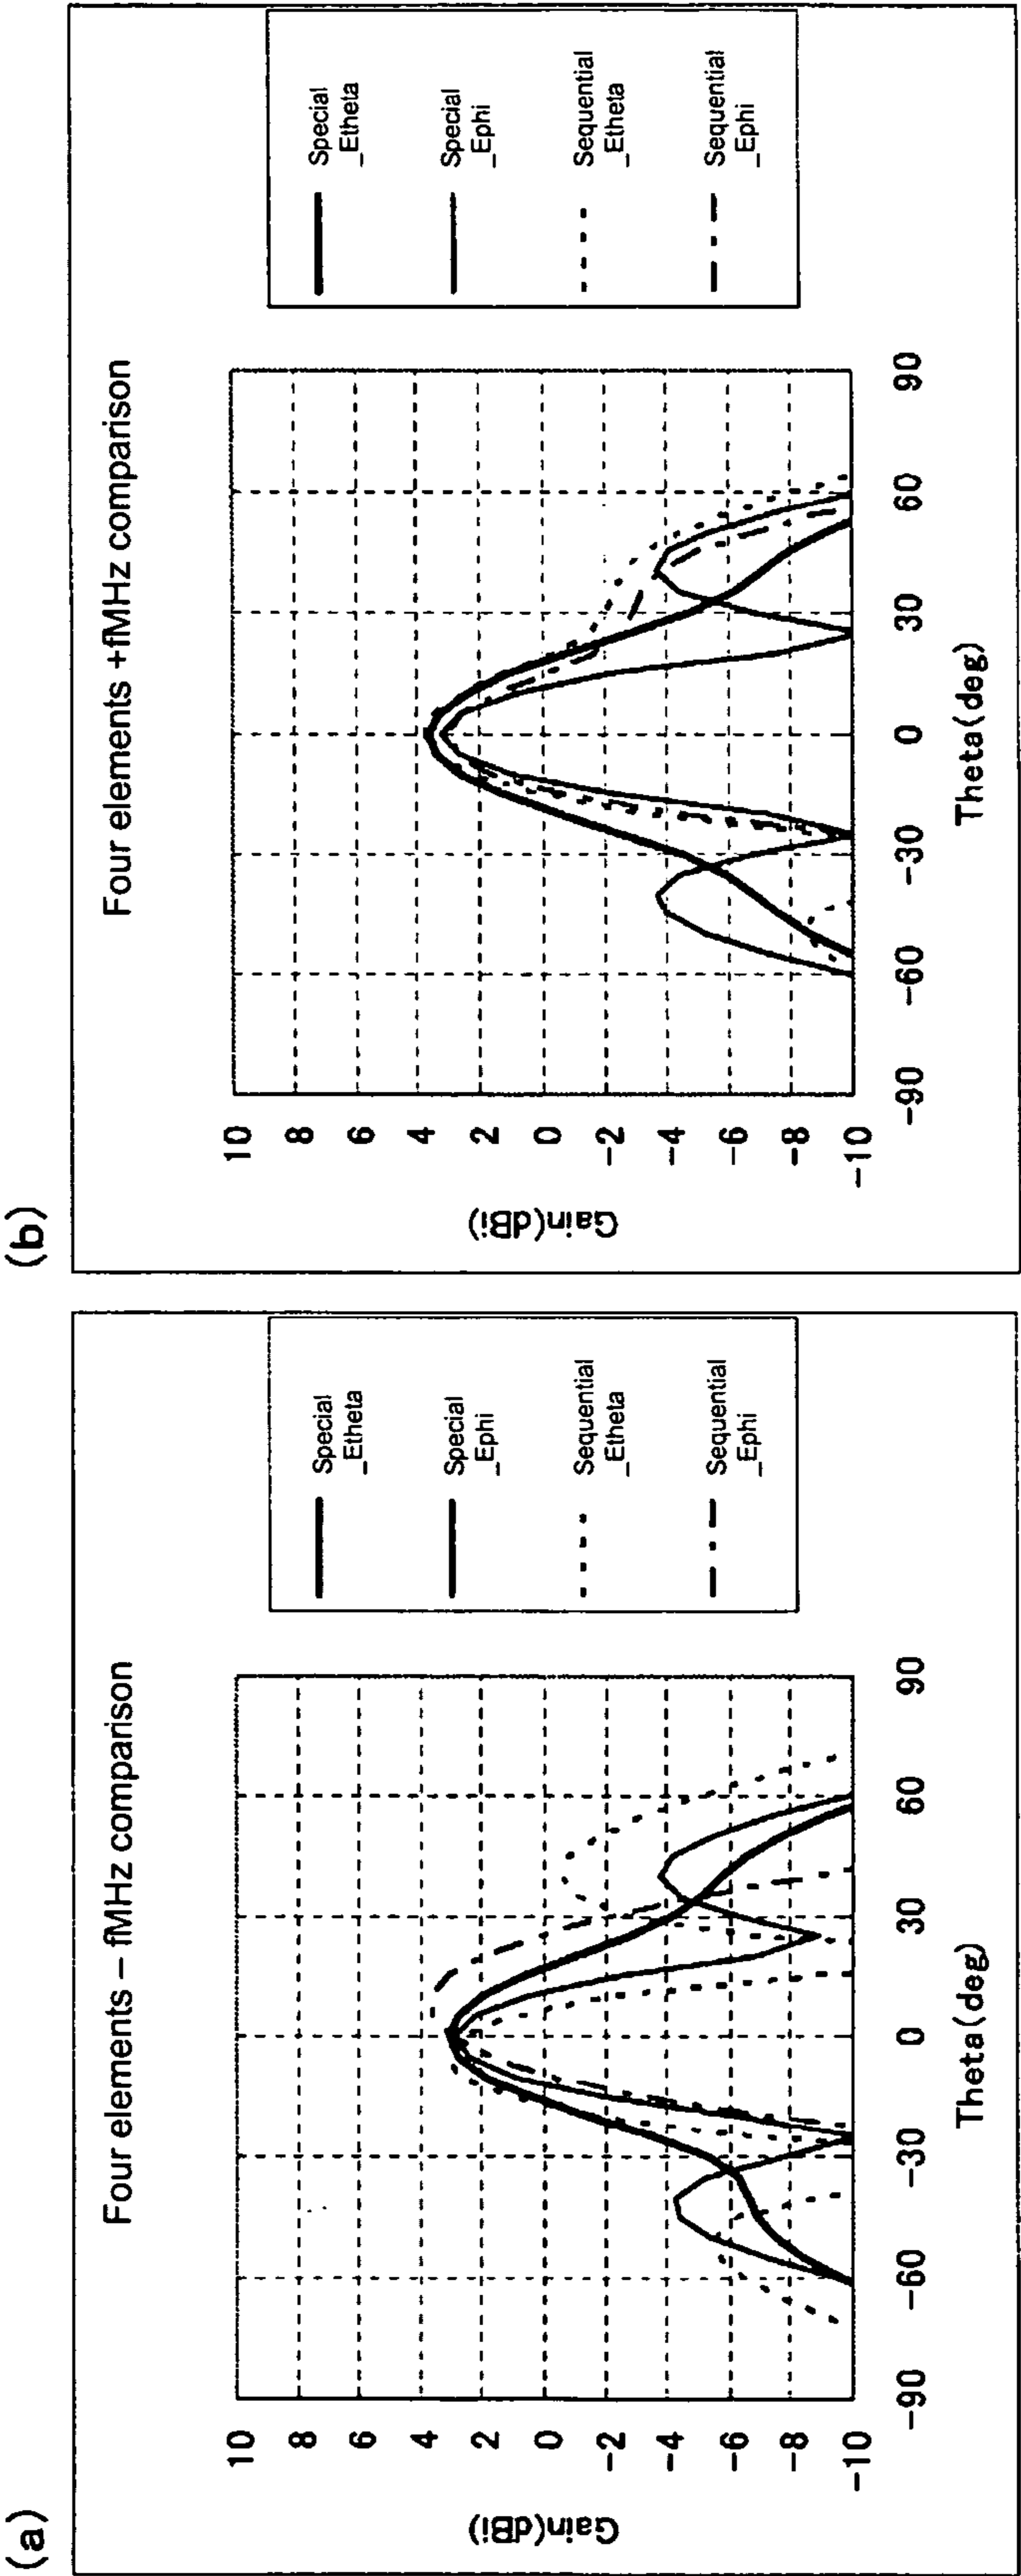 (a)
Four elements − fMHz comparison
Gain(dBi)
10
8
6
4
2
0
−2
−4
−6
−8
−10
−90
−60
−30
0
30
60
90
Theta(deg)
Special
_Etheta
Special
_Ephi
Sequential
_Etheta
Sequential
_Ephi
(b)
Four elements +fMHz comparison
Gain(dBi)
10
8
6
4
2
0
−2
−4
−6
−8
−10
−90
−60
−30
0
30
60
90
Theta(deg)
Special
_Etheta
Special
_Ephi
Sequential
_Etheta
Sequential
_Ephi